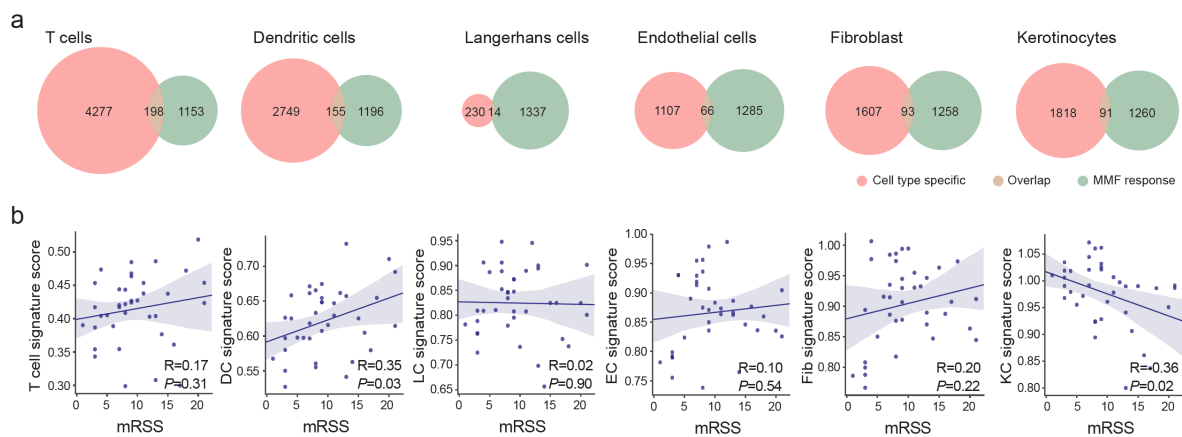 a
T cells
Dendritic cells
Langerhans cells
Endothelial cells
Fibroblast
Kerotinocytes
4277 198 1153
2749 155 1196
230 14 1337
1107 66 1285
1607 93 1258
1818 91 1260
Cell type specific
Overlap
MMF response
b
T cell signature score
0.50
0.45
0.40
0.35
0.30
R=0.17
P=0.31
0 5 10 15 20
mRSS
DC signature score
0.70
0.65
0.60
0.55
R=0.35
P=0.03
0 5 10 15 20
mRSS
LC signature score
0.95
0.90
0.85
0.80
0.75
0.70
0.65
R=0.02
P=0.90
0 5 10 15 20
mRSS
EC signature score
1.00
0.95
0.90
0.85
0.80
0.75
R=0.10
P=0.54
0 5 10 15 20
mRSS
Fib signature score
1.00
0.95
0.90
0.85
0.80
0.75
R=0.20
P=0.22
0 5 10 15 20
mRSS
KC signature score
1.05
1.00
0.95
0.90
0.85
0.80
R=-0.36
P=0.02
0 5 10 15 20
mRSS